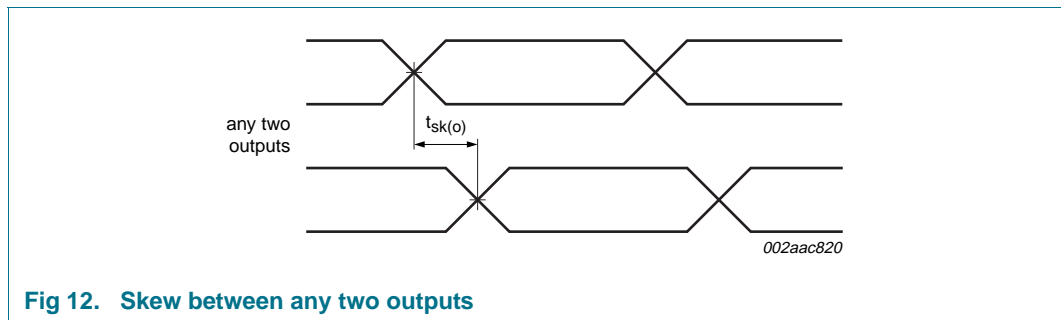 any two
outputs
tsk(o)
002aac820
Fig 12. Skew between any two outputs